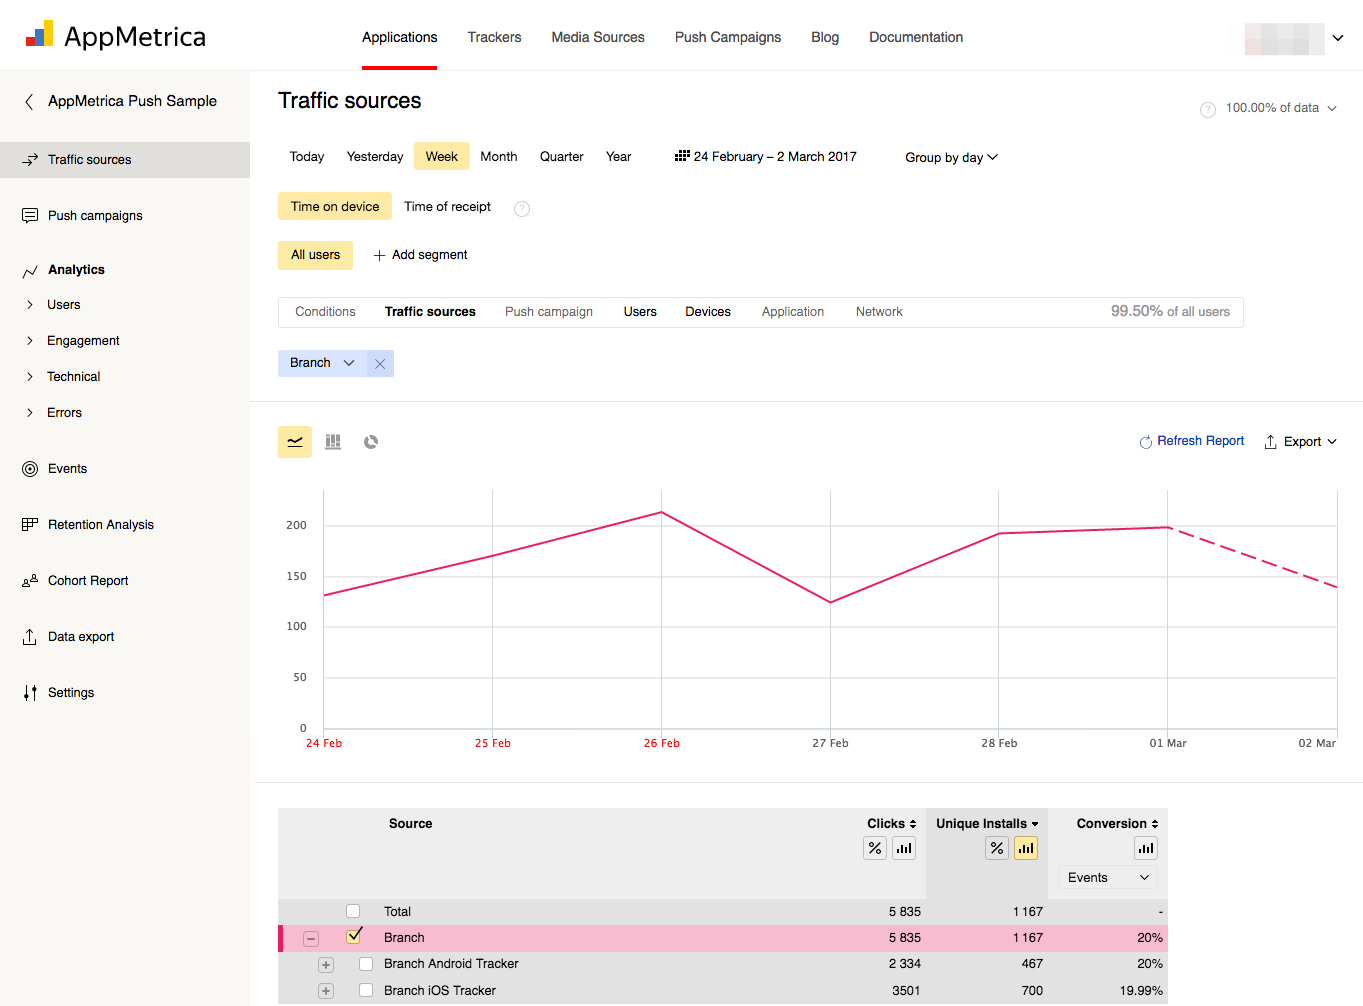 AppMetrica
Applications Trackers Media Sources Push Campaigns Blog Documentation
AppMetrica Push Sample
Traffic sources
Push campaigns
Analytics
Users
Engagement
Technical
Errors
Events
Retention Analysis
Cohort Report
Data export
Settings
Traffic sources
? 100.00% of data
Today Yesterday Week Month Quarter Year 24 February – 2 March 2017 Group by day
Time on device Time of receipt ?
All users + Add segment
Conditions Traffic sources Push campaign Users Devices Application Network 99.50% of all users
Branch
Refresh Report Export
200
150
100
50
0
24 Feb 25 Feb 26 Feb 27 Feb 28 Feb 01 Mar 02 Mar
Source Clicks Unique Installs Conversion
% %
Events
Total 5 835 1 167 -
Branch 5 835 1 167 20%
Branch Android Tracker 2 334 467 20%
Branch iOS Tracker 3501 700 19.99%